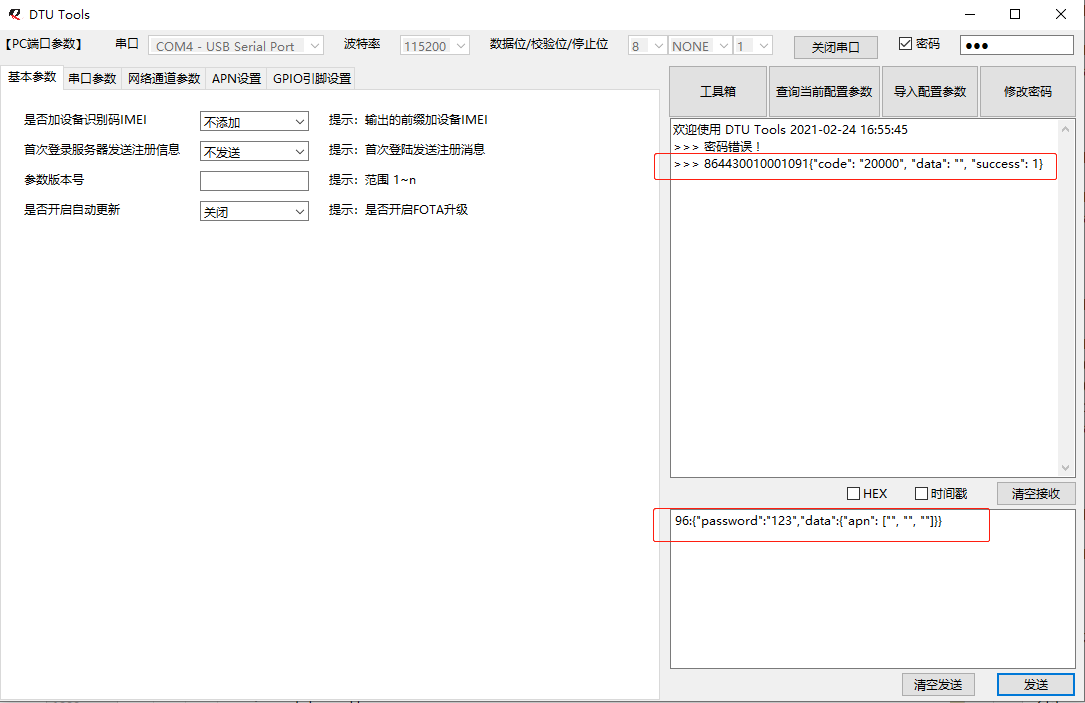 DTU Tools
【PC端口参数】 串口 COM4 - USB Serial Port 波特率 115200 数据位/校验位/停止位 8 NONE 1 关闭串口 密码 ●●●
基本参数 串口参数 网络通道参数 APN设置 GPIO引脚设置
工具箱 查询当前配置参数 导入配置参数 修改密码
是否加设备识别码IMEI 不添加 提示：输出的前缀加设备IMEI
首次登录服务器发送注册信息 不发送 提示：首次登陆发送注册消息
参数版本号 提示：范围 1~n
是否开启自动更新 关闭 提示：是否开启FOTA升级
欢迎使用 DTU Tools 2021-02-24 16:55:45
>>> 密码错误！
>>> 864430010001091{"code": "20000", "data": "", "success": 1}
HEX 时间戳 清空接收
96:{"password":"123","data":{"apn": ["", "", ""]}}
清空发送 发送